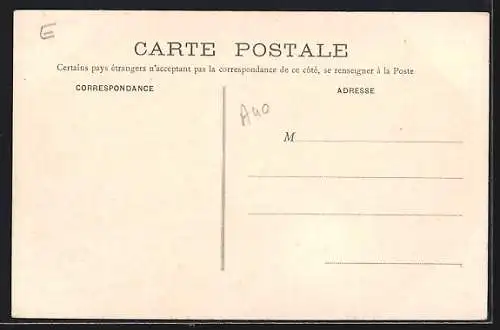 E
CARTE POSTALE
Certains pays étrangers n'acceptant pas la correspondance de ce côté, se renseigner à la Poste
CORRESPONDANCE
ADRESSE
A40
M